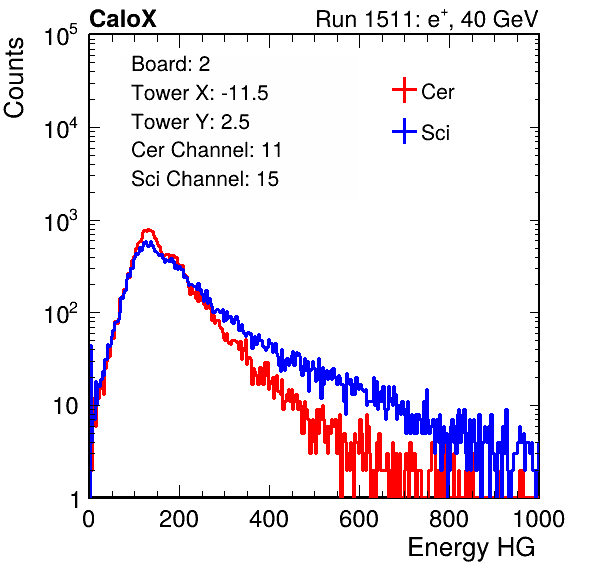 CaloX Run 1511: e⁺, 40 GeV
Counts
10⁵
10⁴
10³
10²
10
1
Board: 2
Tower X: -11.5
Tower Y: 2.5
Cer Channel: 11
Sci Channel: 15
Cer
Sci
0 200 400 600 800 1000
Energy HG